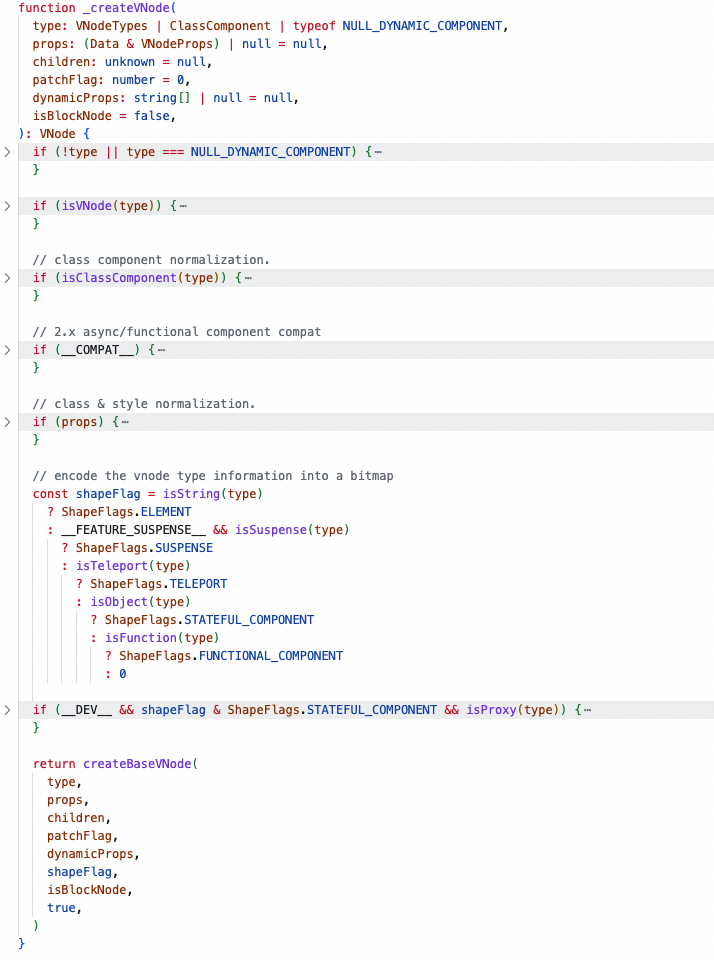 function _createVNode(
  type: VNodeTypes | ClassComponent | typeof NULL_DYNAMIC_COMPONENT,
  props: (Data & VNodeProps) | null = null,
  children: unknown = null,
  patchFlag: number = 0,
  dynamicProps: string[] | null = null,
  isBlockNode = false,
): VNode {
  if (!type || type === NULL_DYNAMIC_COMPONENT) {⋯
  }

  if (isVNode(type)) {⋯
  }

  // class component normalization.
  if (isClassComponent(type)) {⋯
  }

  // 2.x async/functional component compat
  if (__COMPAT__) {⋯
  }

  // class & style normalization.
  if (props) {⋯
  }

  // encode the vnode type information into a bitmap
  const shapeFlag = isString(type)
    ? ShapeFlags.ELEMENT
    : __FEATURE_SUSPENSE__ && isSuspense(type)
      ? ShapeFlags.SUSPENSE
      : isTeleport(type)
        ? ShapeFlags.TELEPORT
        : isObject(type)
          ? ShapeFlags.STATEFUL_COMPONENT
          : isFunction(type)
            ? ShapeFlags.FUNCTIONAL_COMPONENT
            : 0

  if (__DEV__ && shapeFlag & ShapeFlags.STATEFUL_COMPONENT && isProxy(type)) {⋯
  }

  return createBaseVNode(
    type,
    props,
    children,
    patchFlag,
    dynamicProps,
    shapeFlag,
    isBlockNode,
    true,
  )
}